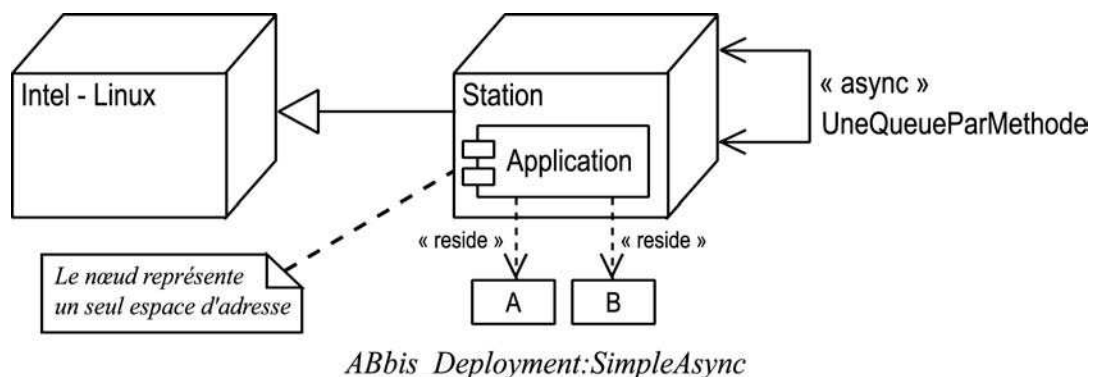 Intel - Linux
Station
Application
« async »
UneQueueParMethode
« reside »
« reside »
A
B
Le nœud représente
un seul espace d'adresse
ABbis Deployment:SimpleAsync